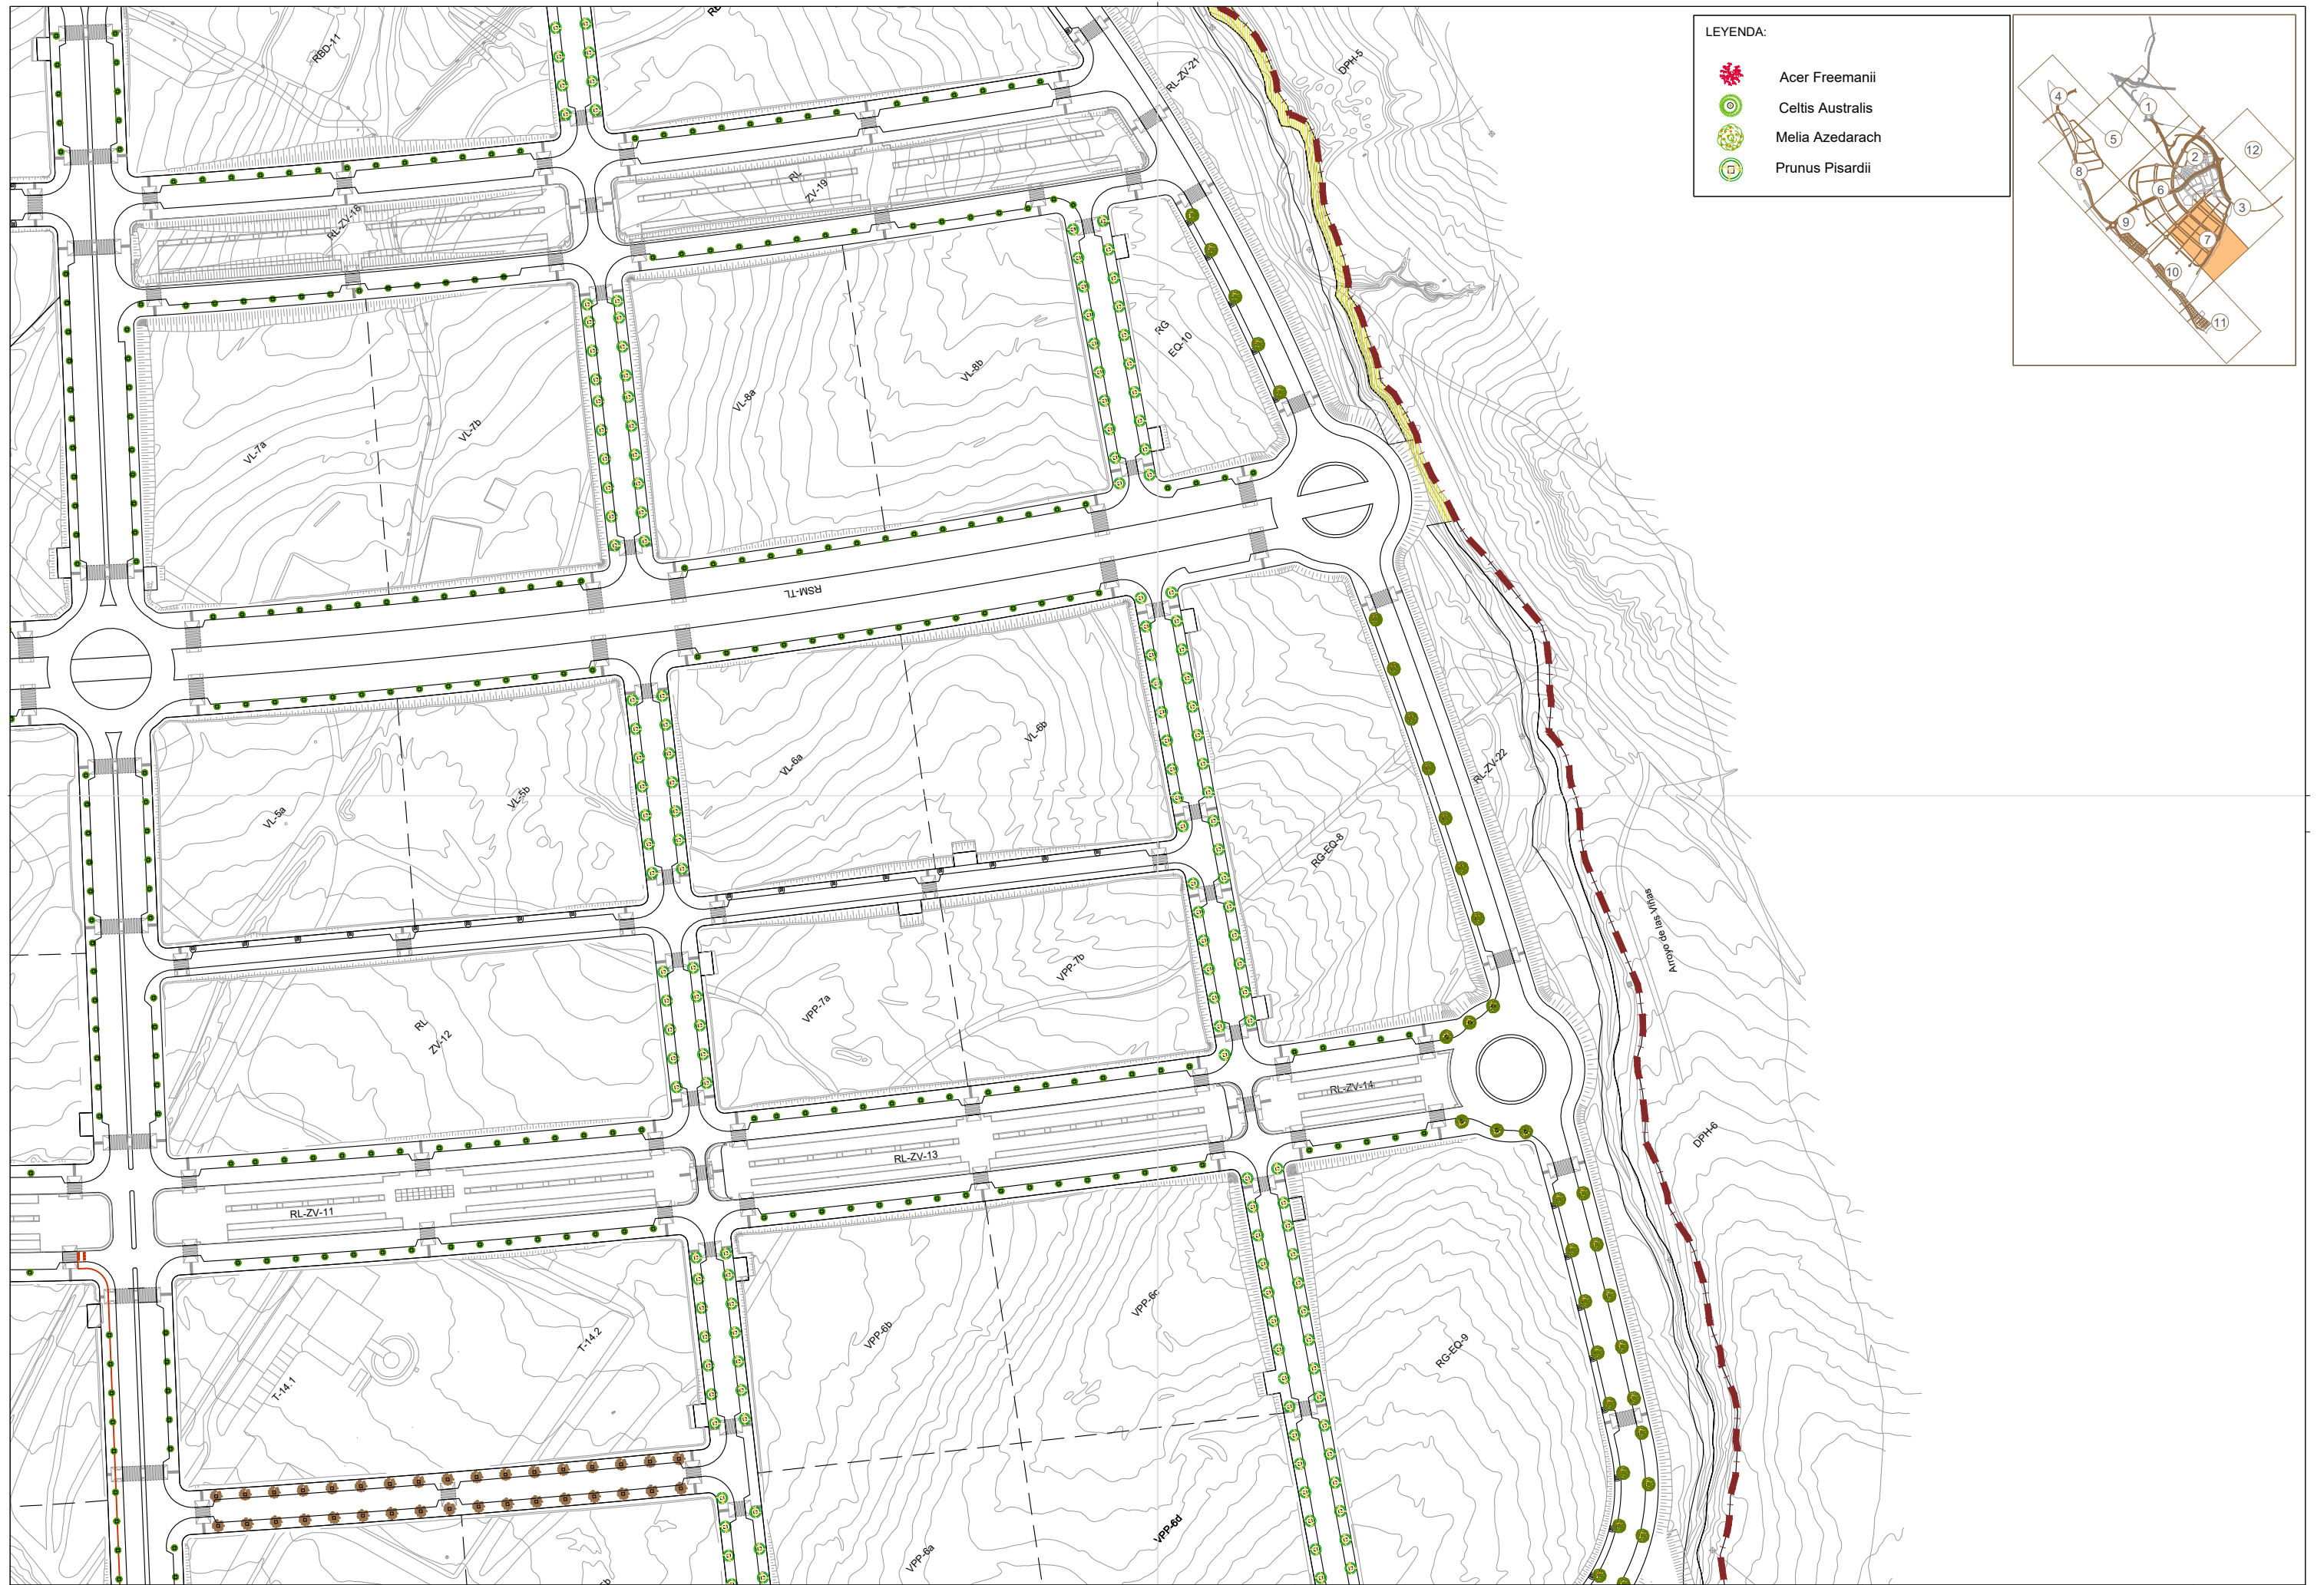 LEYENDA:
Acer Freemanii
Celtis Australis
Melia Azedarach
Prunus Pisardii
4
1
5
12
2
8
6
3
9
7
10
11
RBD-11
RL-ZV-21
DPH-5
RL
ZV-19
RL-ZV-18
RG
EQ-10
VL-8b
VL-8a
VL-7b
VL-7a
RSM-TL
VL-6b
VL-6a
RL-ZV-22
VL-5b
VL-5a
RG-EQ-8
Arroyo de las Viñas
VPP-7b
VPP-7a
RL
ZV-12
RL-ZV-14
DPH-6
RL-ZV-13
RL-ZV-11
VPP-6c
VPP-6b
T-14.2
RG-EQ-9
T-14.1
VPP-6d
VPP-6a